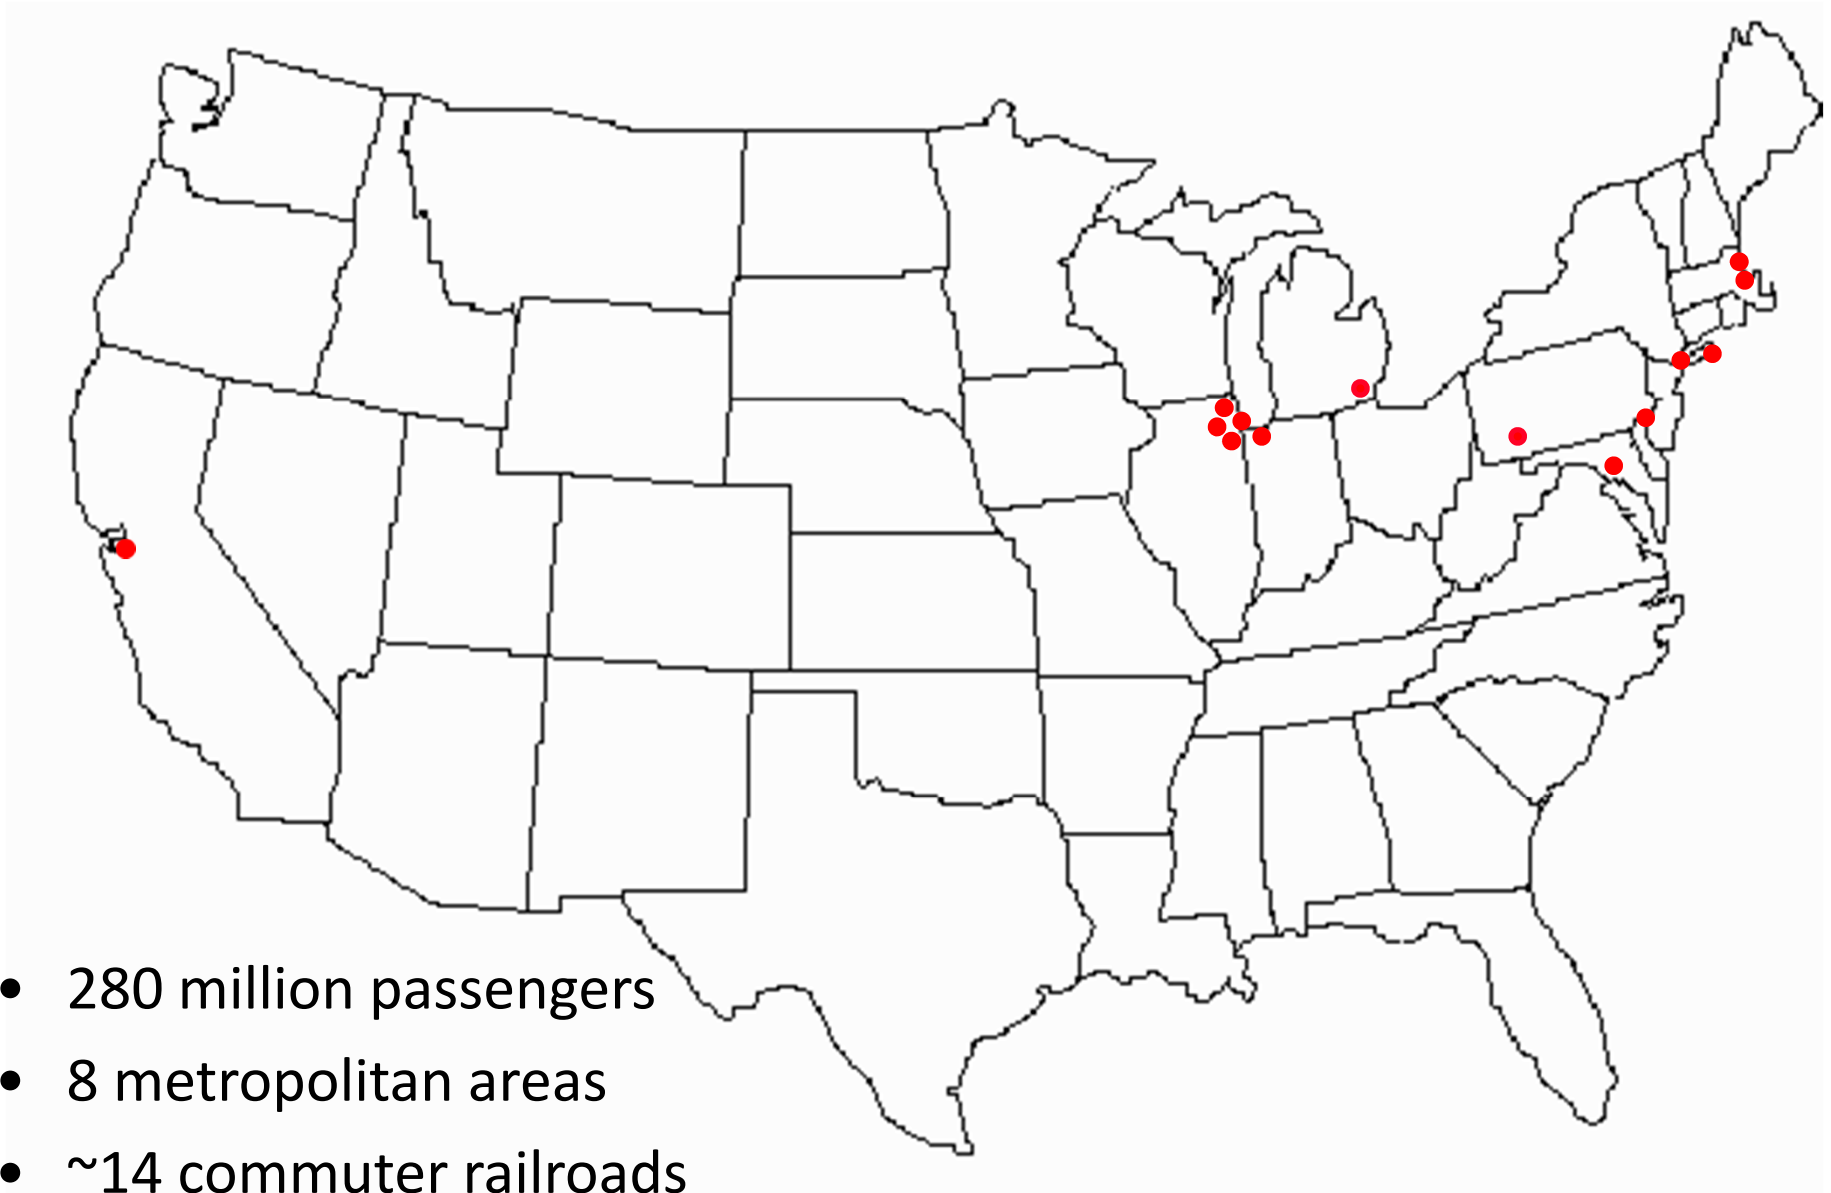 • 280 million passengers
• 8 metropolitan areas
• ~14 commuter railroads